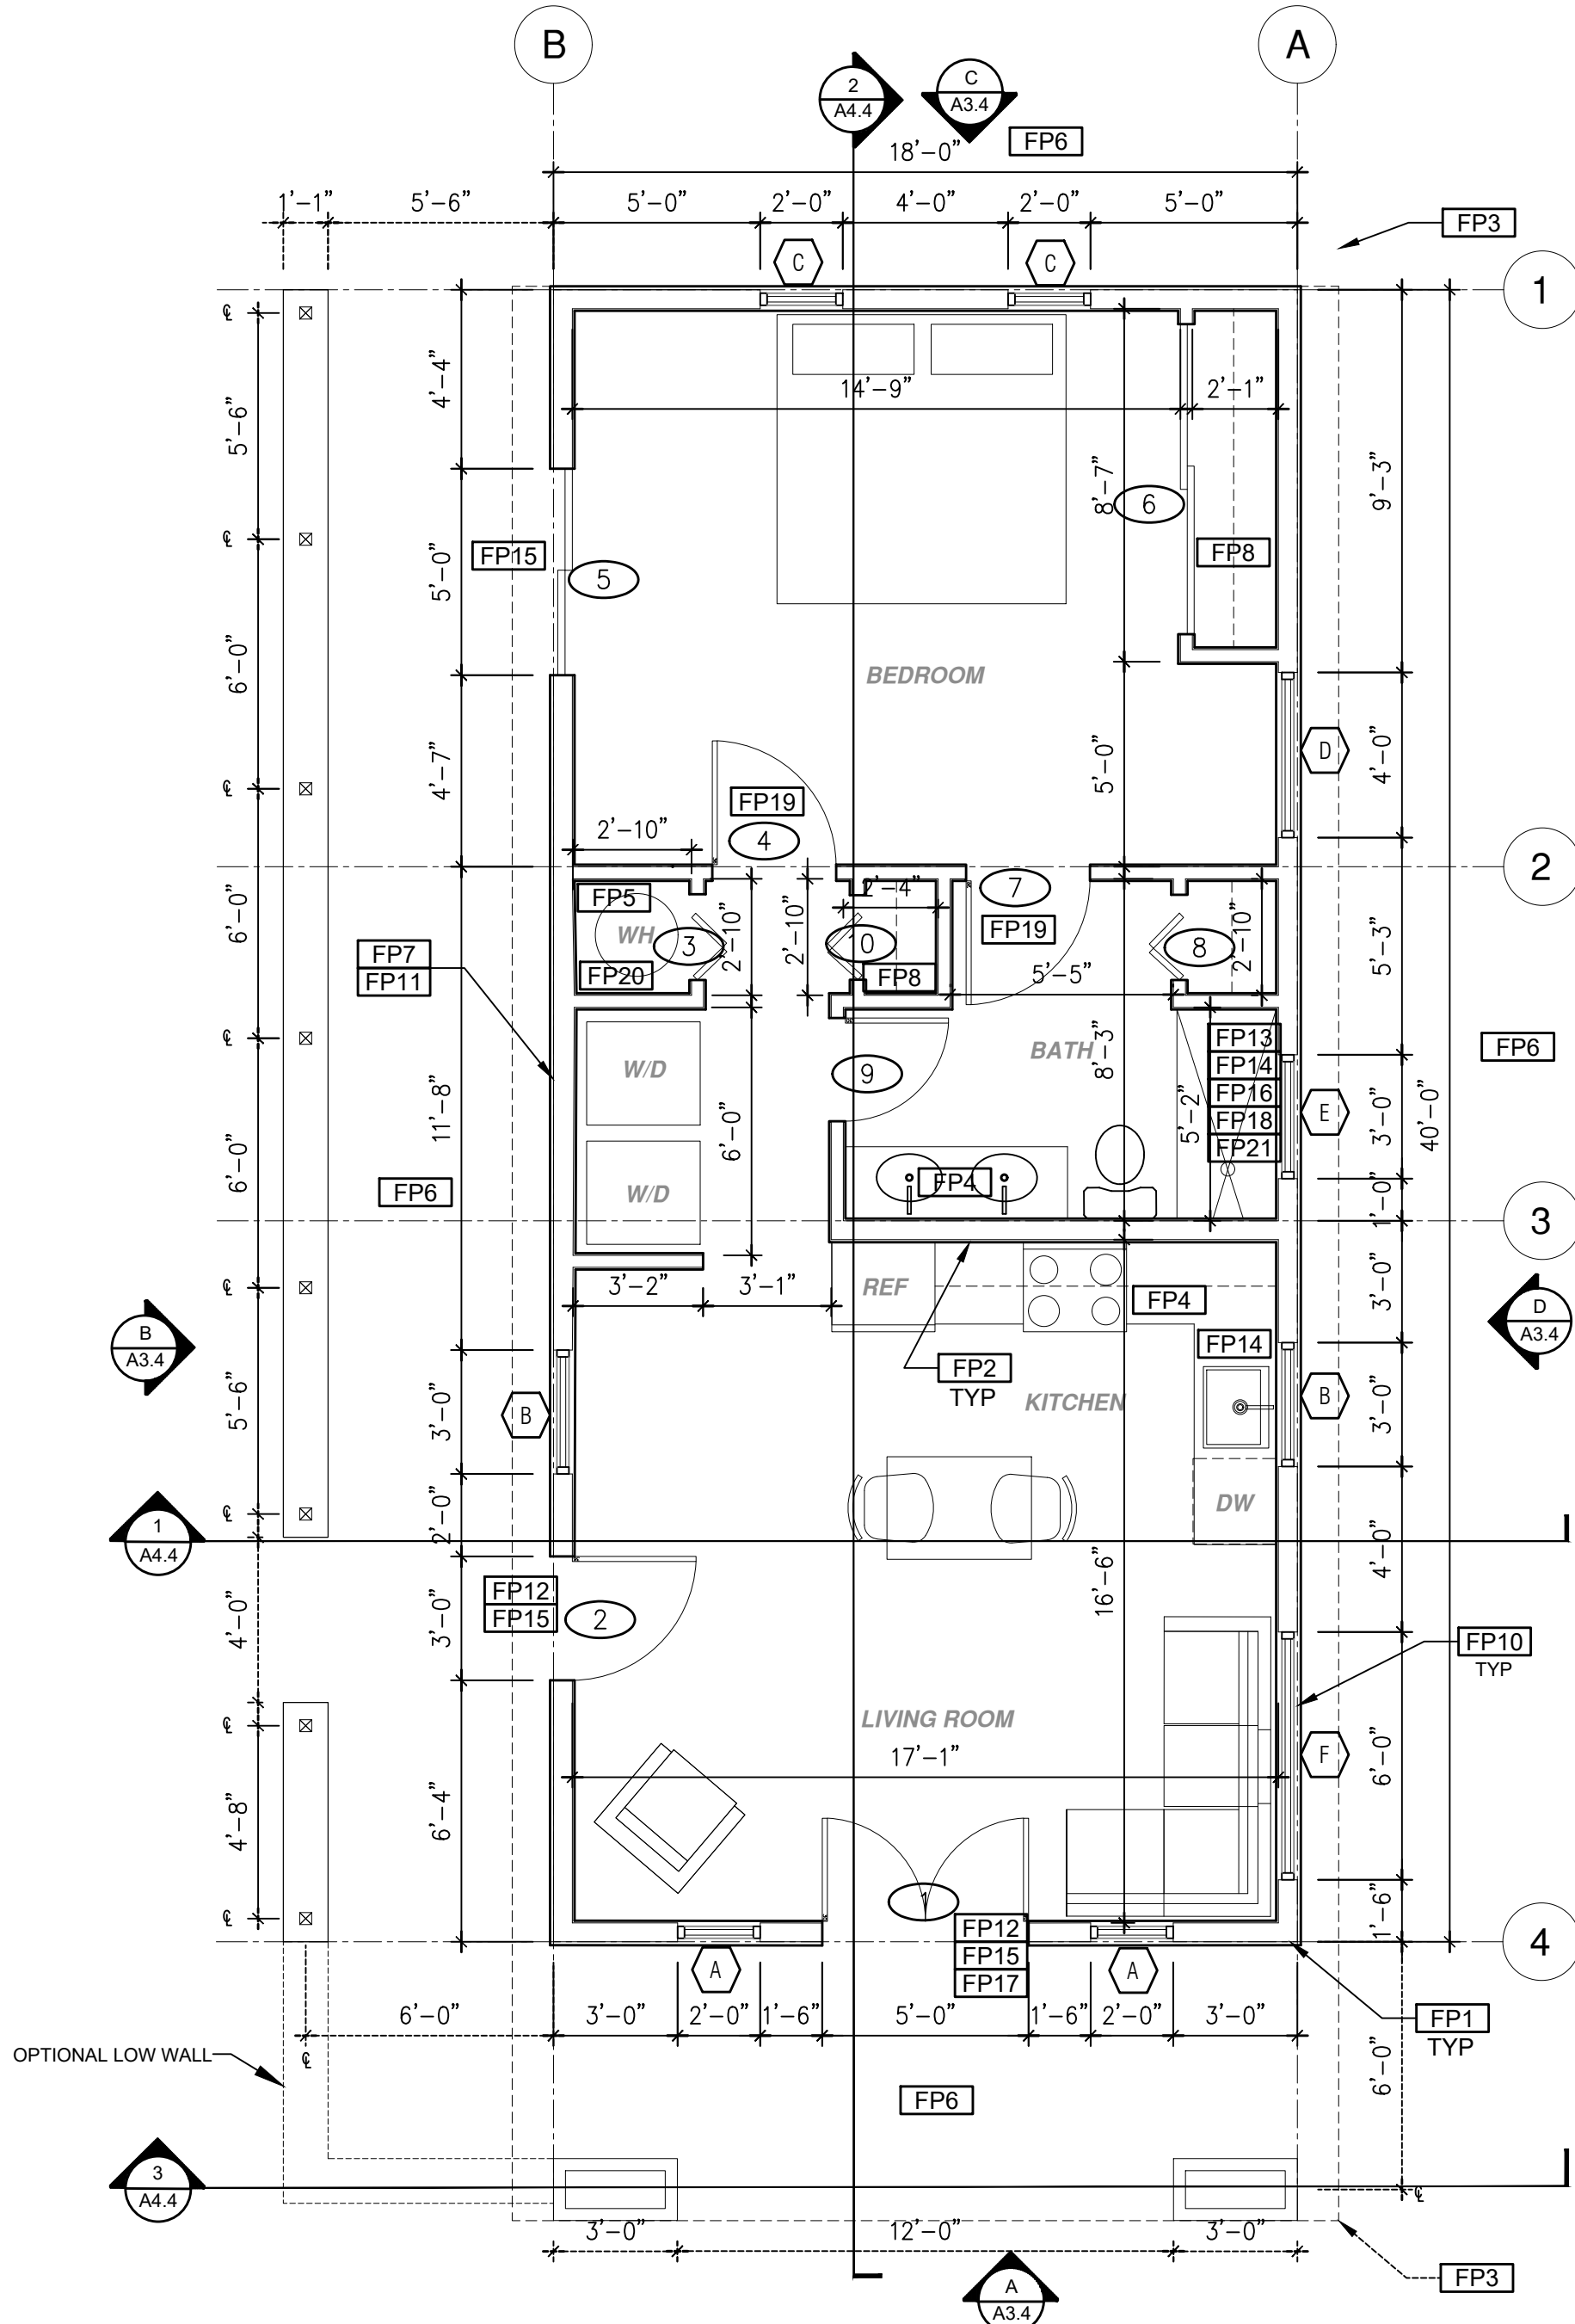 B
A
2
A4.4
C
A3.4
FP6
18'-0"
1'-1"
5'-6"
5'-0"
2'-0"
4'-0"
2'-0"
5'-0"
FP3
C
C
1
4'-4"
14'-9"
2'-1"
5'-6"
8'-7"
9'-3"
6
FP15
5'-0"
5
FP8
6'-0"
BEDROOM
D
4'-7"
5'-0"
4'-0"
FP19
2'-10"
4
2
FP5
2'-4"
7
6'-0"
WH
3
2'-10"
2'-10"
10
FP19
8
2'-10"
5'-3"
FP7
FP11
FP20
FP8
5'-5"
FP13
FP6
BATH
W/D
9
8'-3"
FP14
FP16
11'-8"
6'-0"
5'-2"
E
3'-0"
40'-0"
FP18
6'-0"
FP21
FP6
W/D
FP4
1'-0"
3
3'-2"
3'-1"
REF
FP4
3'-0"
B
A3.4
D
A3.4
FP14
FP2
TYP
5'-6"
B
3'-0"
KITCHEN
B
3'-0"
2'-0"
DW
1
A4.4
4'-0"
16'-6"
4'-0"
FP12
FP15
2
3'-0"
FP10
TYP
LIVING ROOM
17'-1"
F
6'-0"
4'-8"
6'-4"
1
FP12
FP15
FP17
1'-6"
4
A
A
6'-0"
3'-0"
2'-0"
1'-6"
5'-0"
1'-6"
2'-0"
3'-0"
FP1
TYP
OPTIONAL LOW WALL
6'-0"
FP6
3
A4.4
3'-0"
12'-0"
3'-0"
FP3
A
A3.4